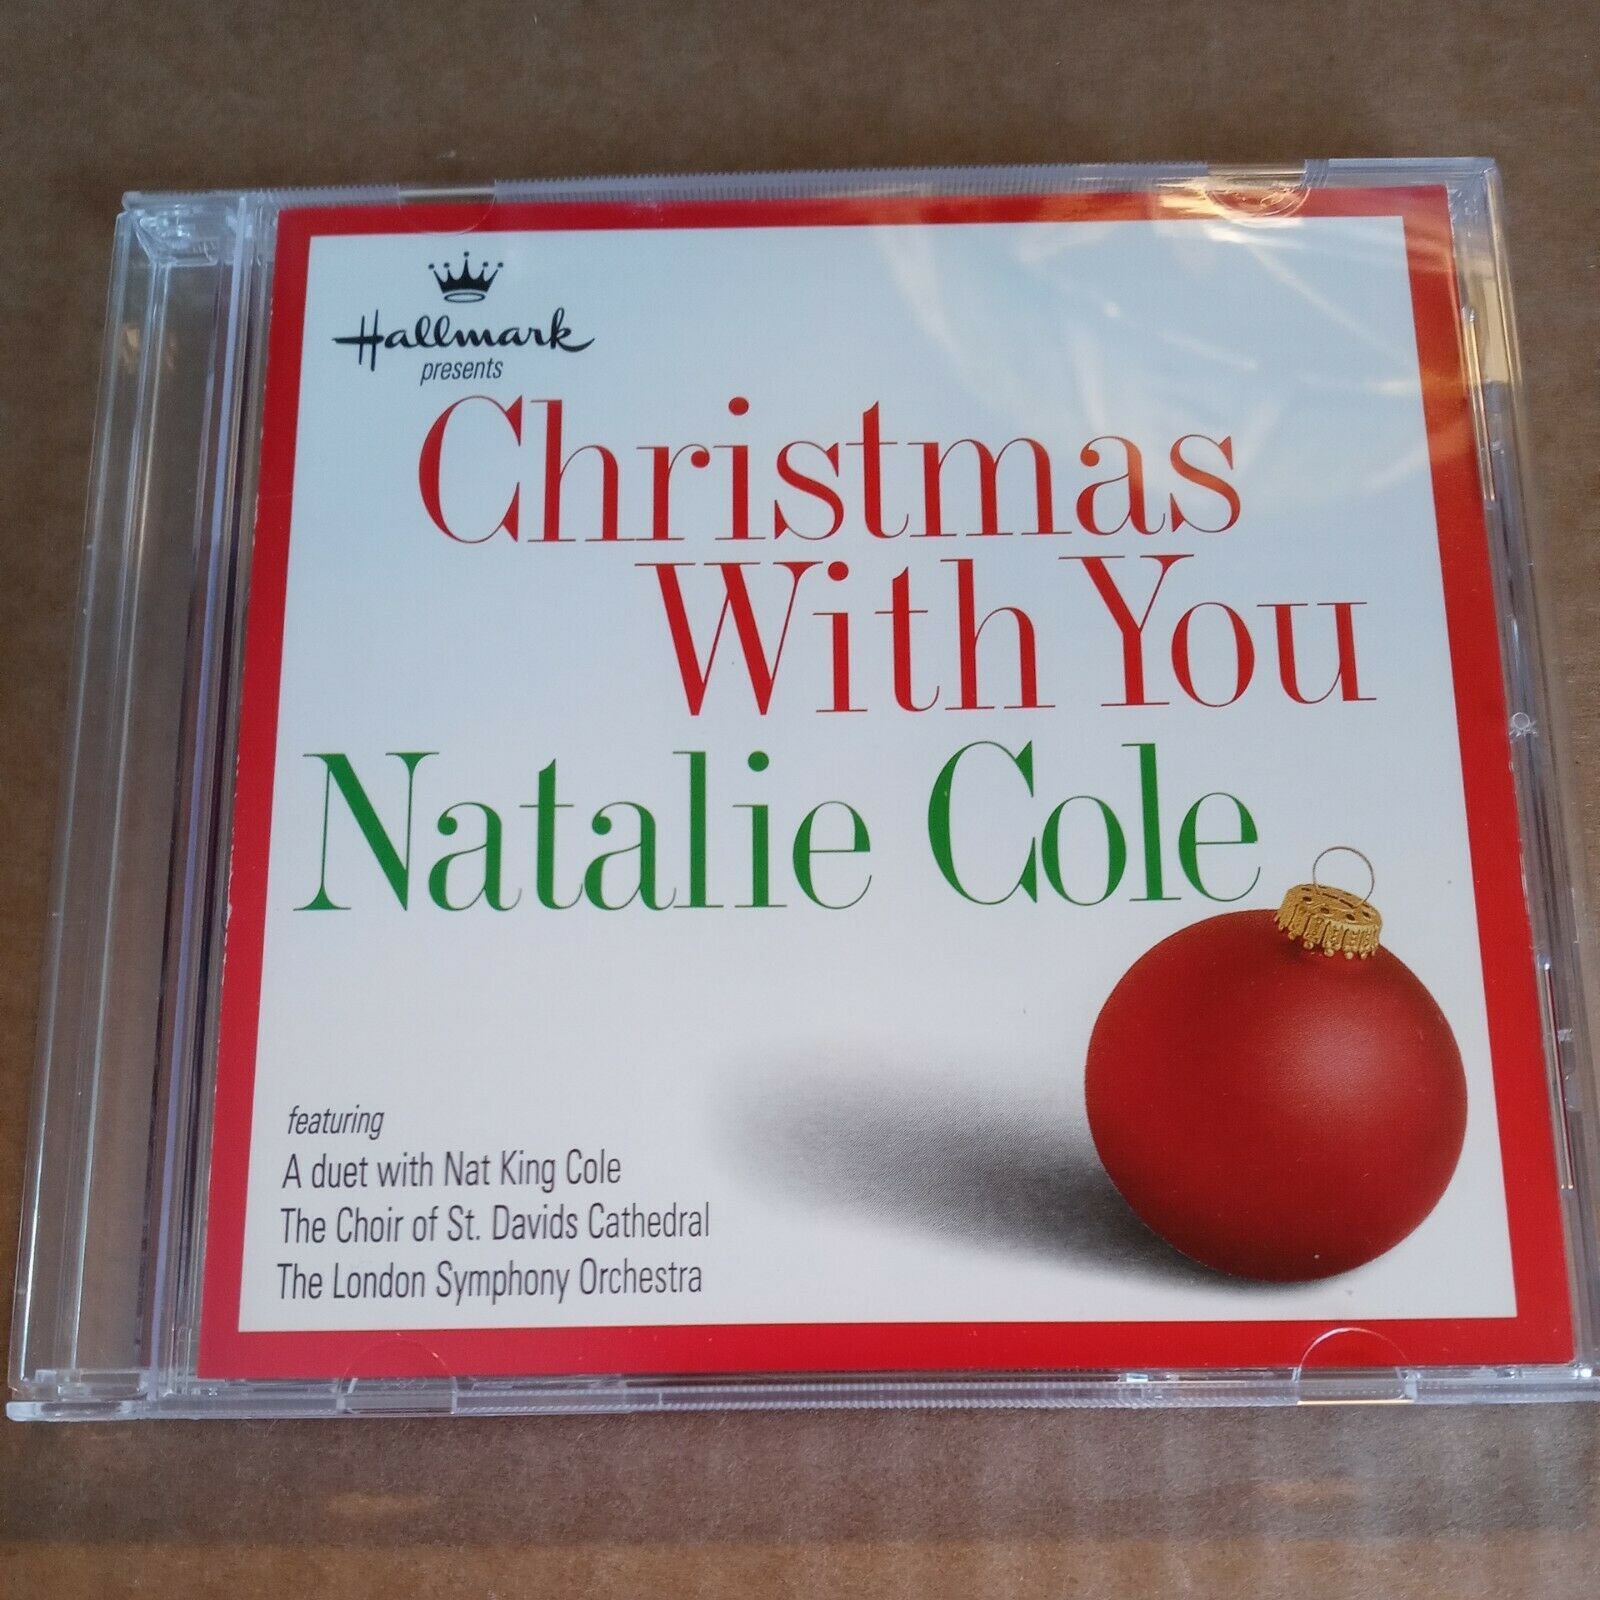 Hallmark
presents
Christmas
With You
Natalie Cole
featuring
A duet with Nat King Cole
The Choir of St. Davids Cathedral
The London Symphony Orchestra